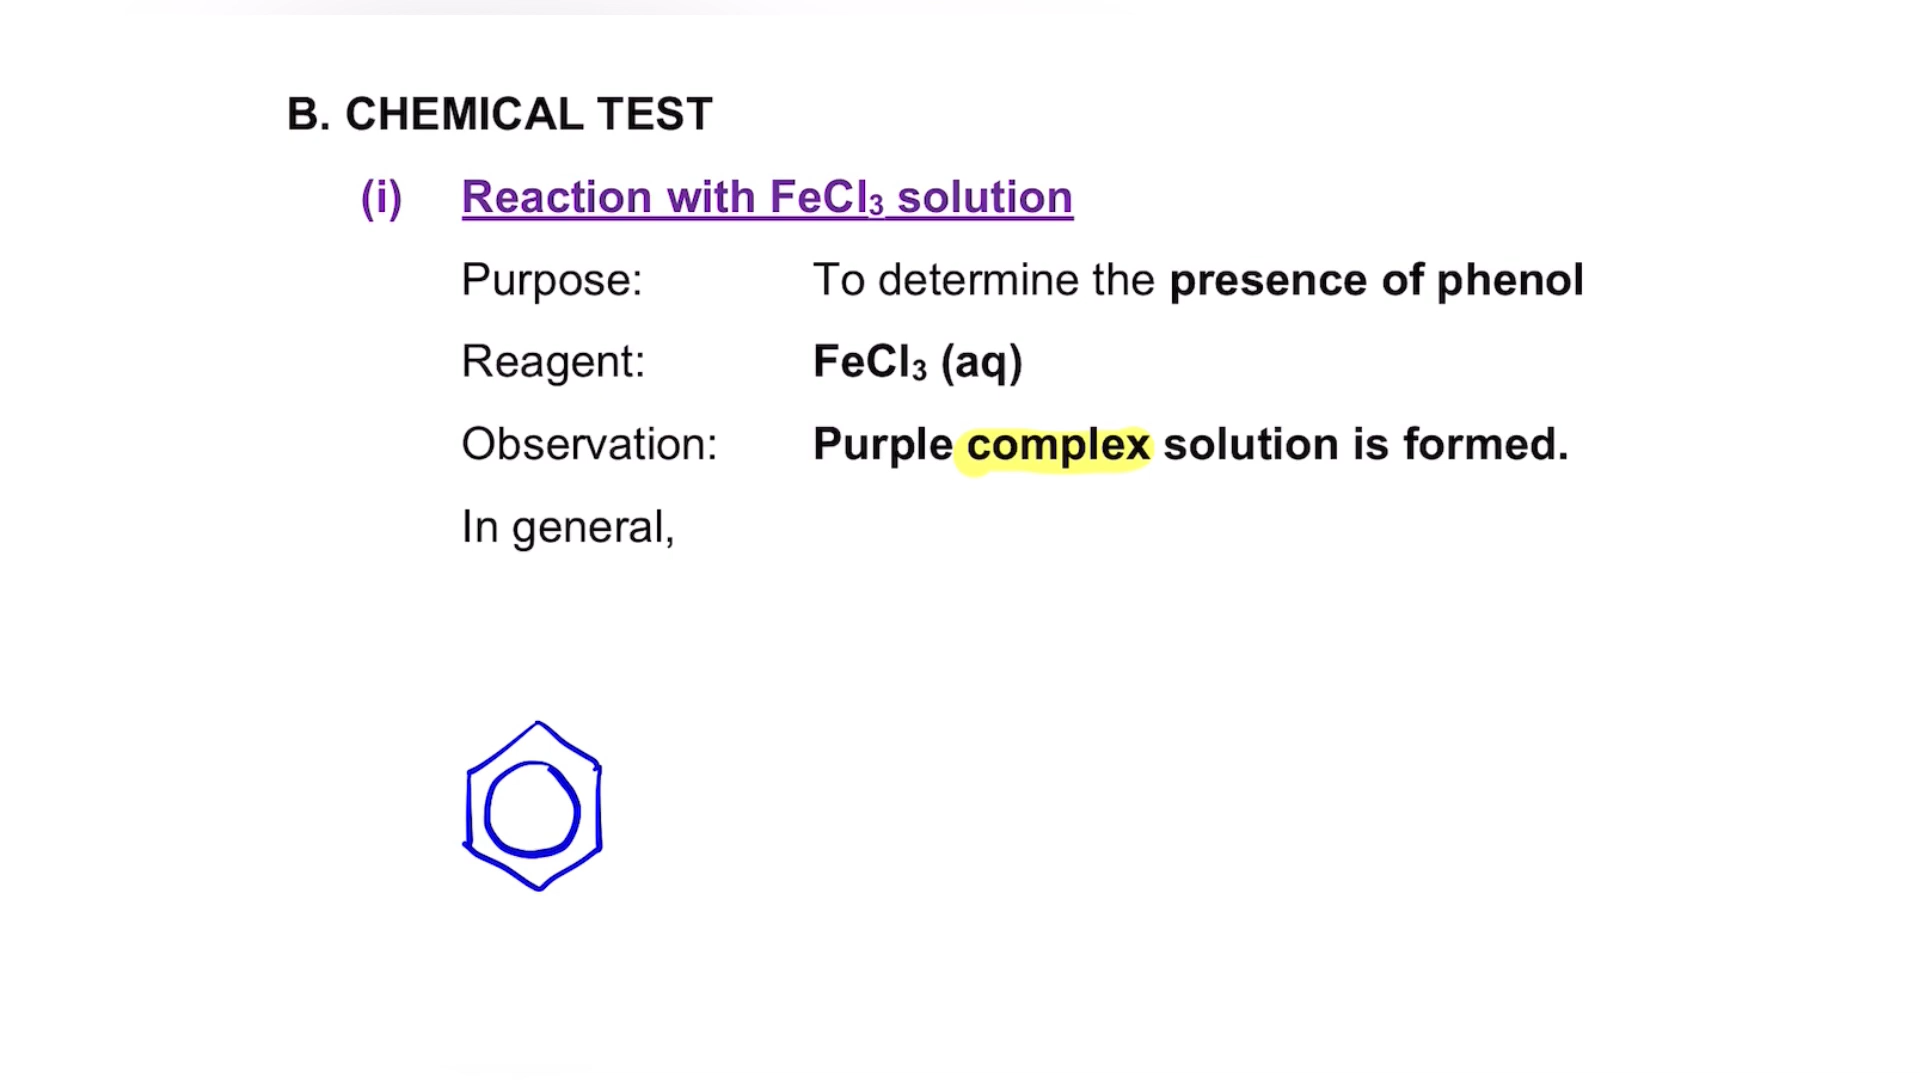 B. CHEMICAL TEST
(i) Reaction with FeCl₃ solution
Purpose: To determine the presence of phenol
Reagent: FeCl₃ (aq)
Observation: Purple complex solution is formed.
In general,